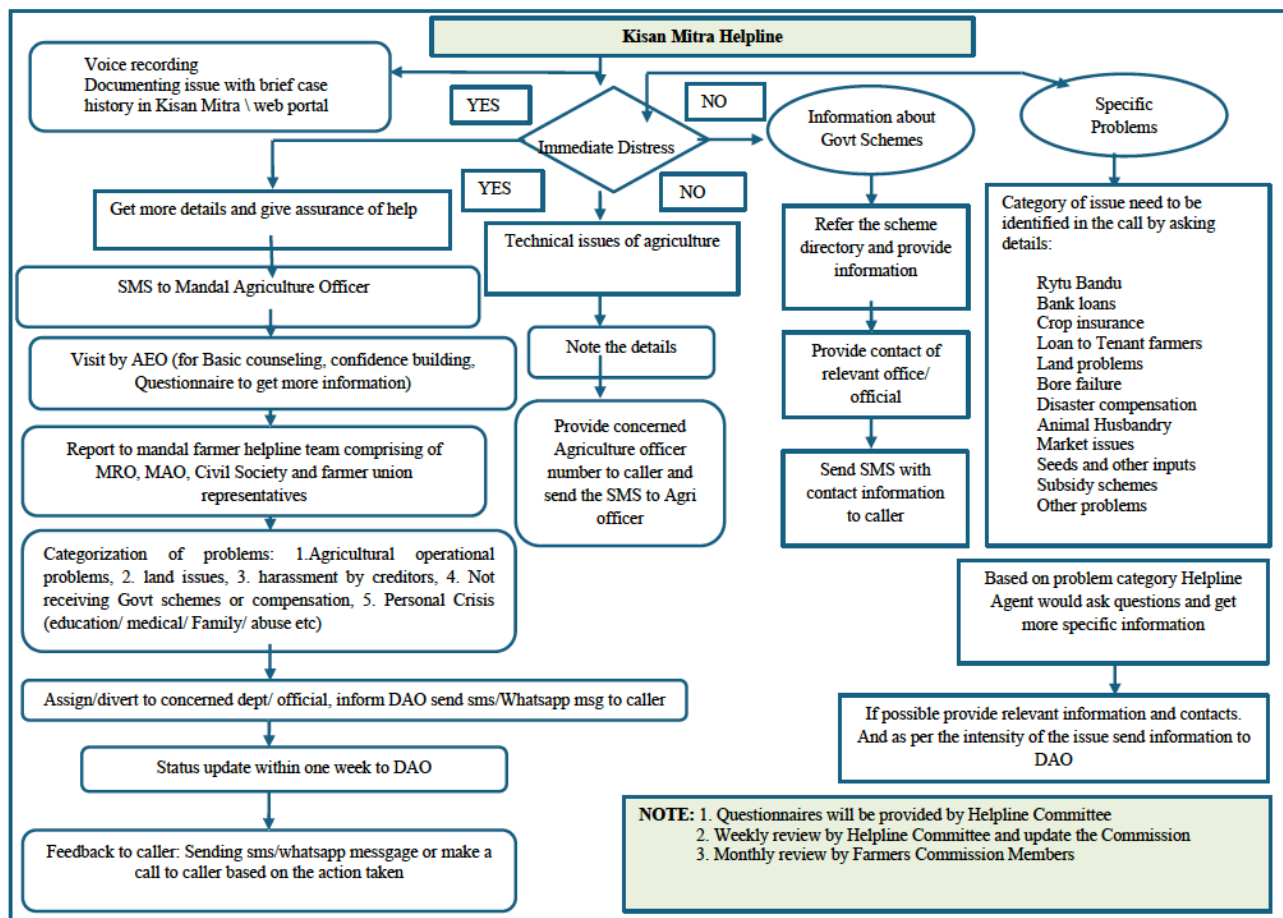 Kisan Mitra Helpline
Voice recording
Documenting issue with brief case
history in Kisan Mitra \ web portal
YES
NO
Immediate Distress
Information about
Govt Schemes
Specific
Problems
YES
NO
Get more details and give assurance of help
SMS to Mandal Agriculture Officer
Visit by AEO (for Basic counseling, confidence building,
Questionnaire to get more information)
Report to mandal farmer helpline team comprising of
MRO, MAO, Civil Society and farmer union
representatives
Categorization of problems: 1.Agricultural operational
problems, 2. land issues, 3. harassment by creditors, 4. Not
receiving Govt schemes or compensation, 5. Personal Crisis
(education/ medical/ Family/ abuse etc)
Assign/divert to concerned dept/ official, inform DAO send sms/Whatsapp msg to caller
Status update within one week to DAO
Feedback to caller: Sending sms/whatsapp messgage or make a
call to caller based on the action taken
Technical issues of agriculture
Note the details
Provide concerned
Agriculture officer
number to caller and
send the SMS to Agri
officer
Refer the scheme
directory and provide
information
Provide contact of
relevant office/
official
Send SMS with
contact information
to caller
Category of issue need to be
identified in the call by asking
details:
Rytu Bandu
Bank loans
Crop insurance
Loan to Tenant farmers
Land problems
Bore failure
Disaster compensation
Animal Husbandry
Market issues
Seeds and other inputs
Subsidy schemes
Other problems
Based on problem category Helpline
Agent would ask questions and get
more specific information
If possible provide relevant information and contacts.
And as per the intensity of the issue send information to
DAO
NOTE: 1. Questionnaires will be provided by Helpline Committee
2. Weekly review by Helpline Committee and update the Commission
3. Monthly review by Farmers Commission Members